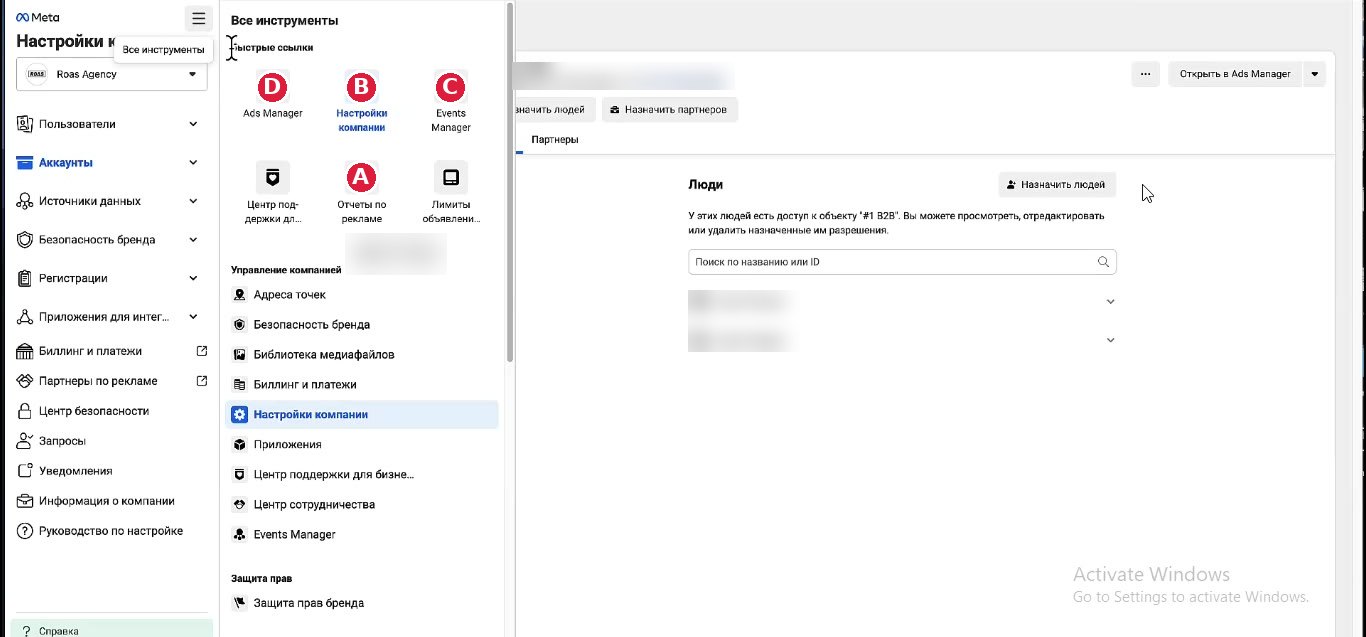 Meta
Настройки к
Все инструменты
ROAS
Roas Agency
Пользователи
Аккаунты
Источники данных
Безопасность бренда
Регистрации
Приложения для интег...
Биллинг и платежи
Партнеры по рекламе
Центр безопасности
Запросы
Уведомления
Информация о компании
Руководство по настройке
? Справка
Все инструменты
Быстрые ссылки
D
B
C
Ads Manager
Настройки
компании
Events
Manager
A
Центр под-
держки дл...
Отчеты по
рекламе
Лимиты
объявлени...
Управление компанией
Адреса точек
Безопасность бренда
Библиотека медиафайлов
Биллинг и платежи
Настройки компании
Приложения
Центр поддержки для бизне...
Центр сотрудничества
Events Manager
Защита прав
Защита прав бренда
...
Открыть в Ads Manager
значить людей
Назначить партнеров
Партнеры
Люди
Назначить людей
У этих людей есть доступ к объекту "#1 B2B". Вы можете просмотреть, отредактировать
или удалить назначенные им разрешения.
Поиск по названию или ID
Activate Windows
Go to Settings to activate Windows.